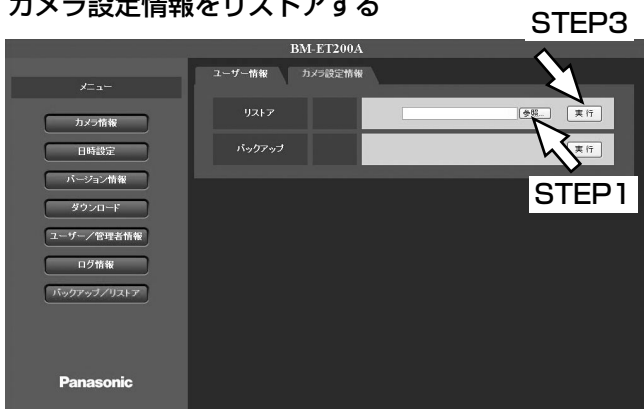 カメラ設定情報をリストアする
STEP3
BM-ET200A
メニュー
ユーザー情報 カメラ設定情報
カメラ情報
日時設定
バージョン情報
ダウンロード
ユーザー／管理者情報
ログ情報
バックアップ／リストア
リストア 参照... 実行
バックアップ 実行
STEP1
Panasonic